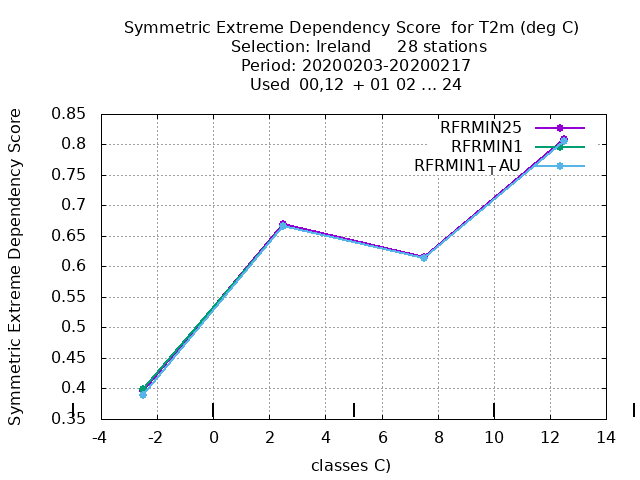 Symmetric Extreme Dependency Score for T2m (deg C)
Selection: Ireland 28 stations
Period: 20200203-20200217
Used 00,12 + 01 02 ... 24
Symmetric Extreme Dependency Score
0.85
0.8
0.75
0.7
0.65
0.6
0.55
0.5
0.45
0.4
0.35
RFRMIN25
RFRMIN1
RFRMIN1TAU
-4 -2 0 2 4 6 8 10 12 14
classes C)